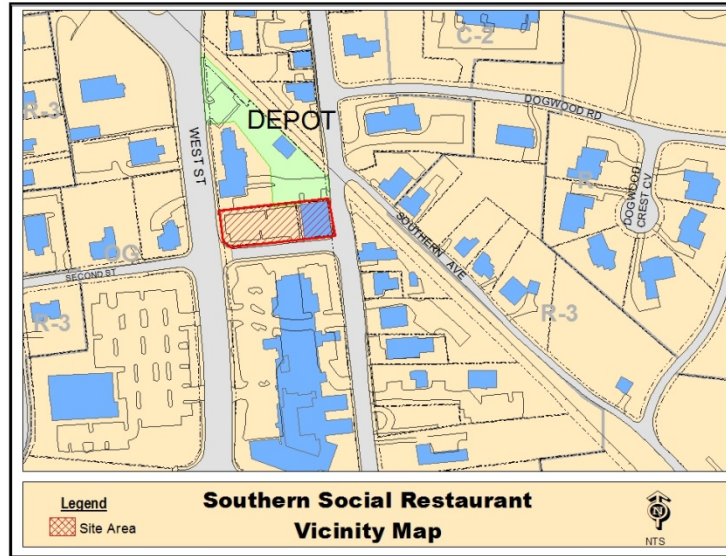 C-2
R-3
DEPOT
DOGWOOD RD
WEST ST
DOGWOOD
CREST CV
R
SOUTHERN AVE
OG
SECOND ST
R-3
R-3
Legend
Site Area
Southern Social Restaurant
Vicinity Map
N
NTS